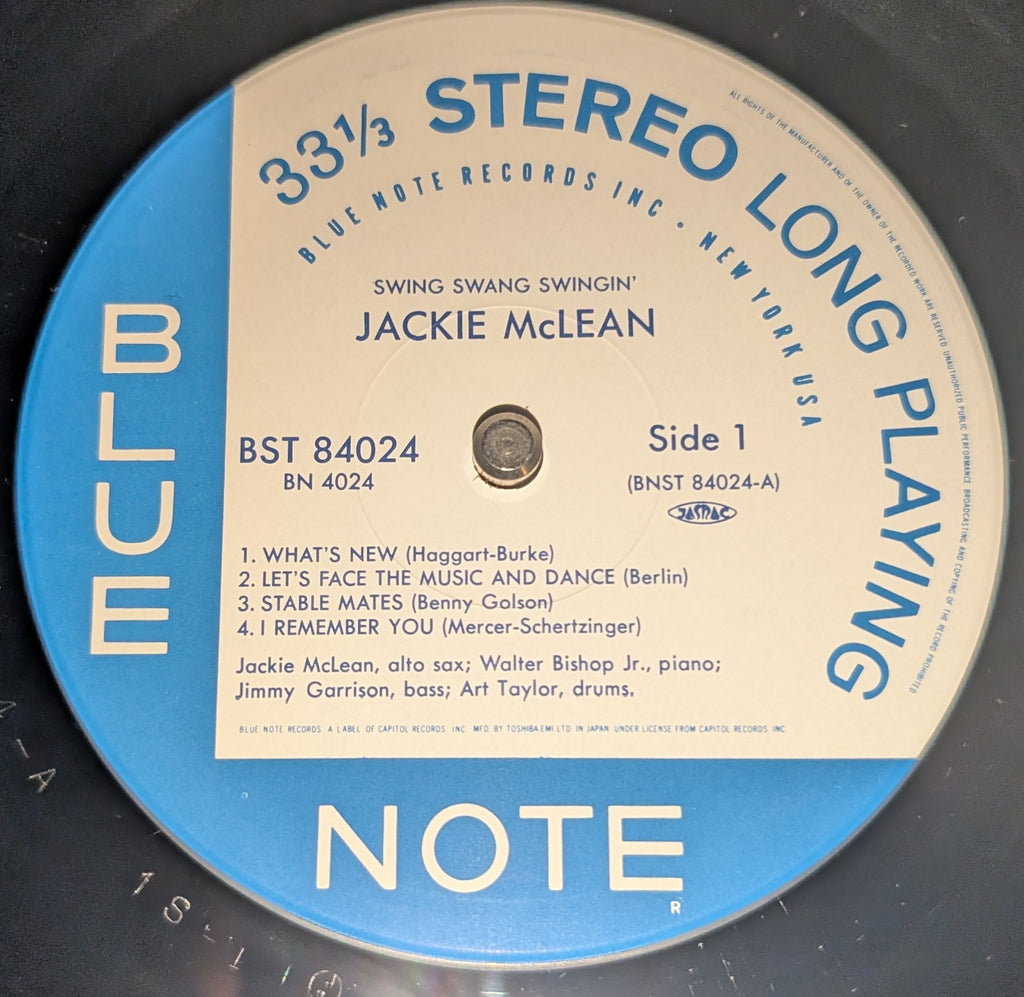 33⅓ STEREO LONG PLAYING
BLUE NOTE RECORDS INC · NEW YORK USA
ALL RIGHTS OF THE MANUFACTURER AND OF THE OWNER OF THE RECORDED WORK ARE RESERVED UNAUTHORIZED PUBLIC PERFORMANCE BROADCASTING AND COPYING OF THE RECORD PROHIBITED
SWING SWANG SWINGIN'
JACKIE McLEAN
BST 84024
BN 4024
Side 1
(BNST 84024-A)
JASRAC
1. WHAT'S NEW (Haggart-Burke)
2. LET'S FACE THE MUSIC AND DANCE (Berlin)
3. STABLE MATES (Benny Golson)
4. I REMEMBER YOU (Mercer-Schertzinger)
Jackie McLean, alto sax; Walter Bishop Jr., piano;
Jimmy Garrison, bass; Art Taylor, drums.
BLUE NOTE RECORDS A LABEL OF CAPITOL RECORDS INC MFD BY TOSHIBA-EMI LTD IN JAPAN UNDER LICENSE FROM CAPITOL RECORDS INC
BLUE
NOTE
R
1S-1